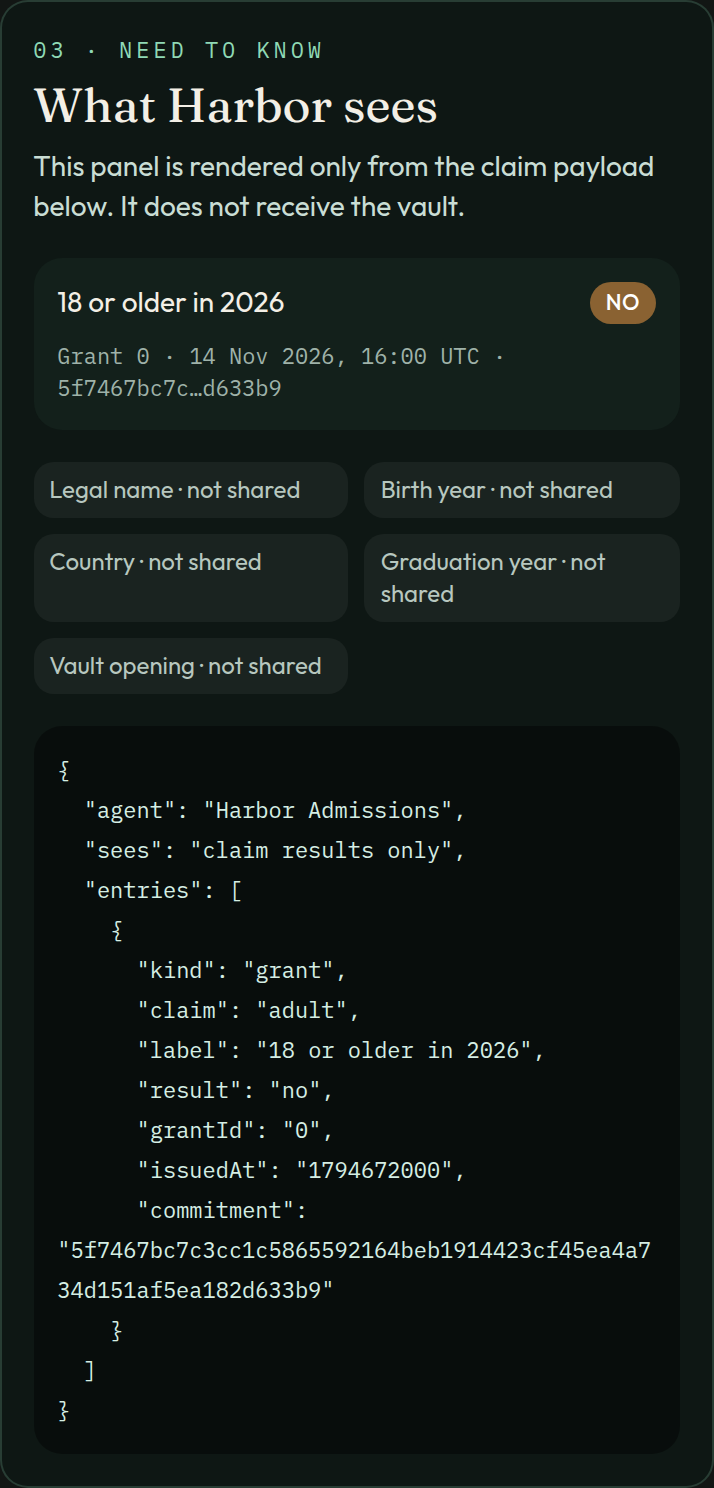 03 · NEED TO KNOW
What Harbor sees
This panel is rendered only from the claim payload
below. It does not receive the vault.
18 or older in 2026
NO
Grant 0 · 14 Nov 2026, 16:00 UTC ·
5f7467bc7c…d633b9
Legal name · not shared
Birth year · not shared
Country · not shared
Graduation year · not
shared
Vault opening · not shared
{
  "agent": "Harbor Admissions",
  "sees": "claim results only",
  "entries": [
    {
      "kind": "grant",
      "claim": "adult",
      "label": "18 or older in 2026",
      "result": "no",
      "grantId": "0",
      "issuedAt": "1794672000",
      "commitment":
"5f7467bc7c3cc1c5865592164beb1914423cf45ea4a7
34d151af5ea182d633b9"
    }
  ]
}